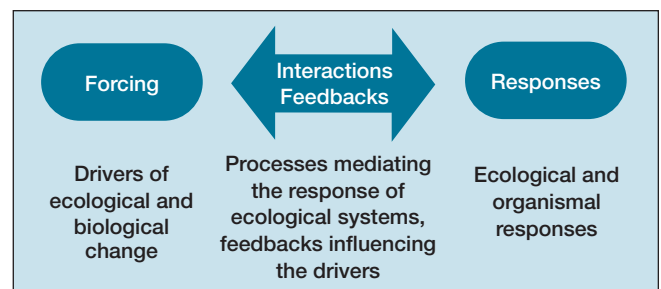 Forcing
Interactions
Feedbacks
Responses
Drivers of
ecological and
biological
change
Processes mediating
the response of
ecological systems,
feedbacks influencing
the drivers
Ecological and
organismal
responses